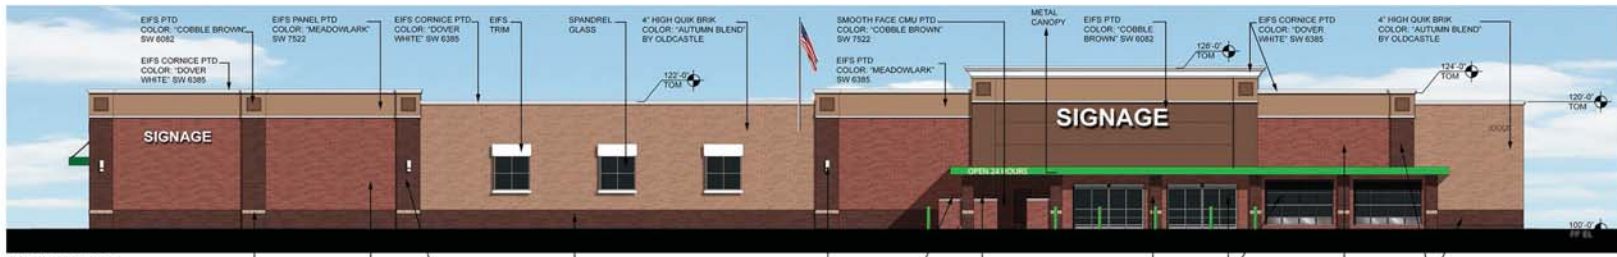 EIFS PTD
COLOR: "COBBLE BROWN"
SW 6082
EIFS CORNICE PTD
COLOR: "DOVER
WHITE" SW 6385
EIFS PANEL PTD
COLOR: "MEADOWLARK"
SW 7522
EIFS CORNICE PTD
COLOR: "DOVER
WHITE" SW 6385
EIFS
TRIM
SPANDREL
GLASS
4" HIGH QUIK BRIK
COLOR: "AUTUMN BLEND"
BY OLDCASTLE
122'-0"
TOM
SMOOTH FACE CMU PTD
COLOR: "COBBLE BROWN"
SW 7522
EIFS PTD
COLOR: "MEADOWLARK"
SW 6385
METAL
CANOPY
EIFS PTD
COLOR: "COBBLE
BROWN" SW 6082
128'-0"
TOM
EIFS CORNICE PTD
COLOR: "DOVER
WHITE" SW 6385
4" HIGH QUIK BRIK
COLOR: "AUTUMN BLEND"
BY OLDCASTLE
124'-0"
TOM
120'-0"
TOM
SIGNAGE
SIGNAGE
OPEN 24 HOURS
100'-0"
FF EL